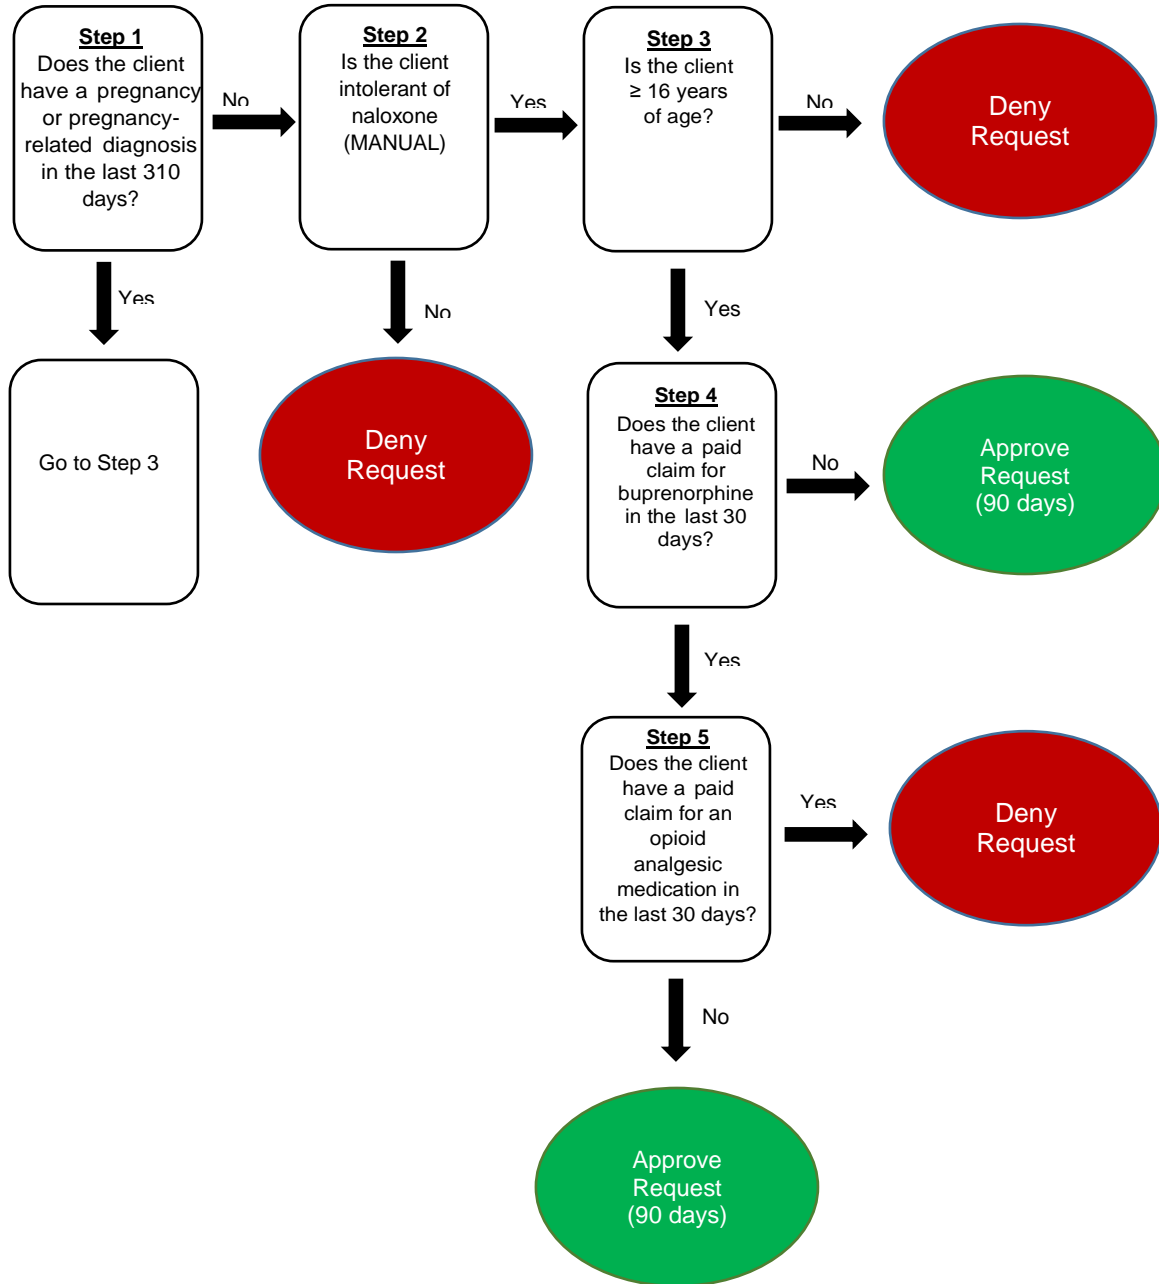 Step 1
Does the client
have a pregnancy
or pregnancy-
related diagnosis
in the last 310
days?
No
Step 2
Is the client
intolerant of
naloxone
(MANUAL)
Yes
Step 3
Is the client
≥ 16 years
of age?
No
Deny
Request
Yes
Go to Step 3
No
Deny
Request
Yes
Step 4
Does the client
have a paid
claim for
buprenorphine
in the last 30
days?
No
Approve
Request
(90 days)
Yes
Step 5
Does the client
have a paid
claim for an
opioid
analgesic
medication in
the last 30 days?
Yes
Deny
Request
No
Approve
Request
(90 days)